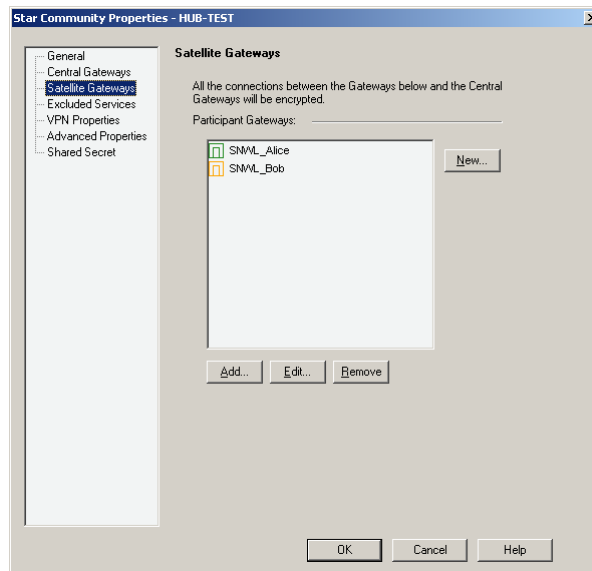 Star Community Properties - HUB-TEST
General
Central Gateways
Satellite Gateways
Excluded Services
VPN Properties
Advanced Properties
Shared Secret
Satellite Gateways
All the connections between the Gateways below and the Central
Gateways will be encrypted.
Participant Gateways:
SNWL_Alice
SNWL_Bob
New...
Add...
Edit...
Remove
OK
Cancel
Help